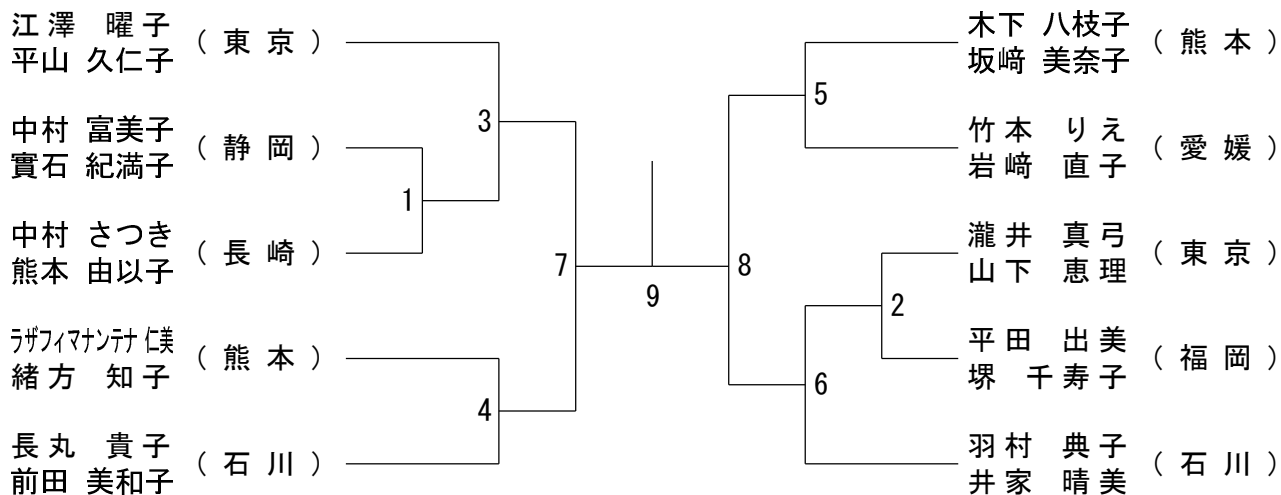 江澤 曜子
平山 久仁子
(東京)
中村 富美子
實石 紀満子
(静岡)
中村 さつき
熊本 由以子
(長崎)
ラザフィマナンテナ 仁美
緒方 知子
(熊本)
長丸 貴子
前田 美和子
(石川)
3
1
7
4
9
木下 八枝子
坂﨑 美奈子
(熊本)
竹本 りえ
岩﨑 直子
(愛媛)
瀧井 真弓
山下 恵理
(東京)
平田 出美
堺 千寿子
(福岡)
羽村 典子
井家 晴美
(石川)
5
8
2
6